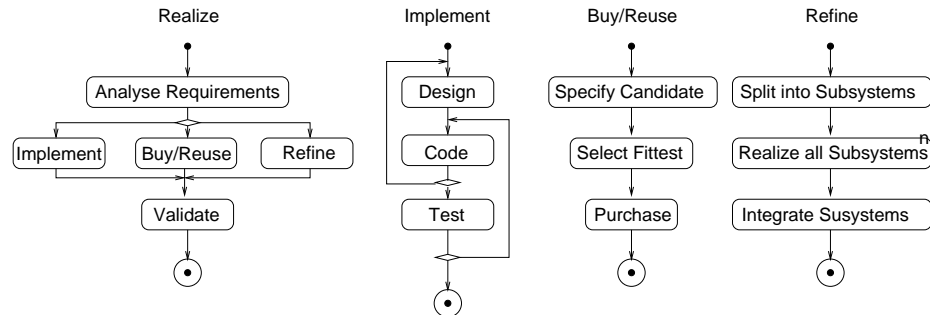 Realize
Implement
Buy/Reuse
Refine
Analyse Requirements
Design
Specify Candidate
Split into Subsystems
Implement
Buy/Reuse
Refine
Code
Select Fittest
Realize all Subsystems
n
Validate
Test
Purchase
Integrate Susystems